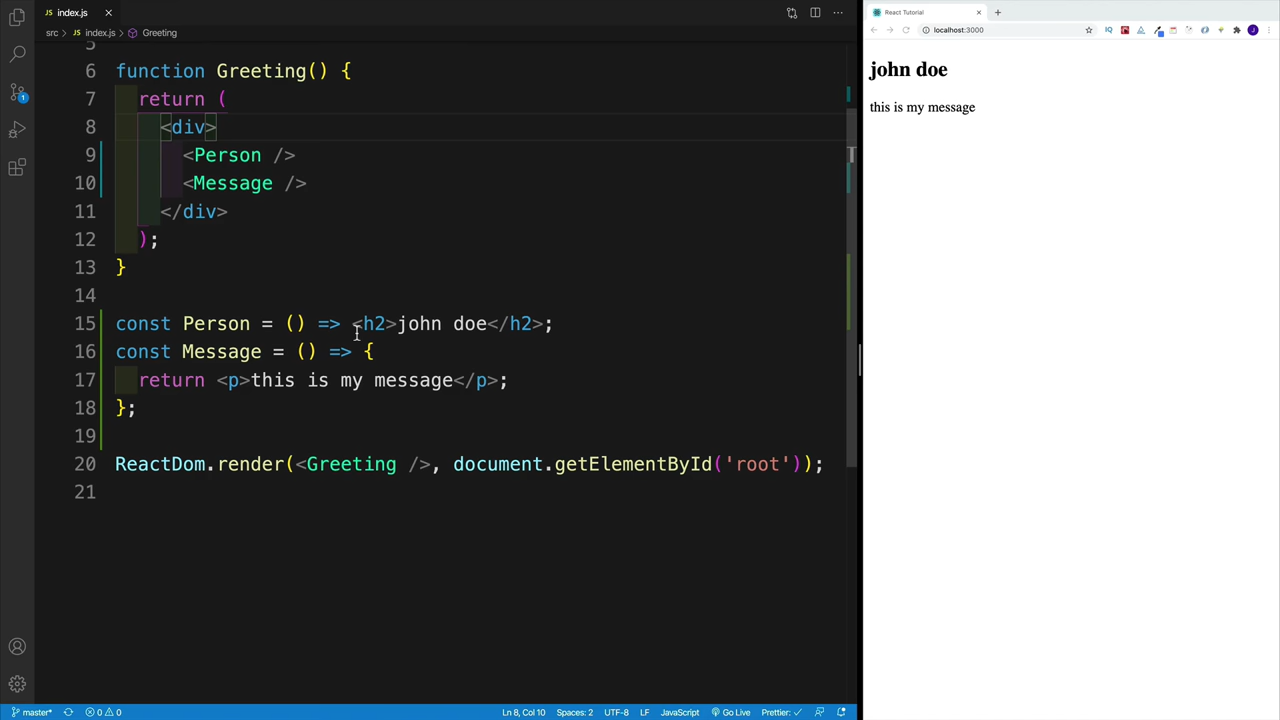 index.js
src > index.js > Greeting
5
6 function Greeting() {
7 return (
8 <div>
9 <Person />
10 <Message />
11 </div>
12 );
13 }
14
15 const Person = () => <h2>john doe</h2>;
16 const Message = () => {
17 return <p>this is my message</p>;
18 };
19
20 ReactDom.render(<Greeting />, document.getElementById('root'));
21
master* 0 0 Ln 8, Col 10 Spaces: 2 UTF-8 LF JavaScript Go Live Prettier: ✓
React Tutorial
localhost:3000
john doe
this is my message